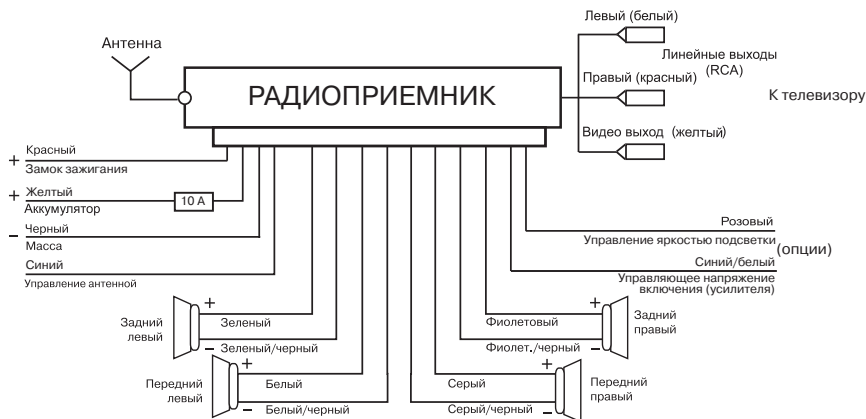 Антенна
РАДИОПРИЕМНИК
Левый (белый)
Линейные выходы
(RCA)
Правый (красный)
К телевизору
Видео выход (желтый)
+
Красный
Замок зажигания
+
Желтый
Аккумулятор
10 А
–
Черный
Масса
Синий
Управление антенной
Розовый
Управление яркостью подсветки
(опции)
Синий/белый
Управляющее напряжение
включения (усилителя)
Задний
левый
+
Зеленый
–
Зеленый/черный
Фиолетовый
+
Фиолет./черный
–
Задний
правый
Передний
левый
+
Белый
–
Белый/черный
Серый
+
Серый/черный
–
Передний
правый